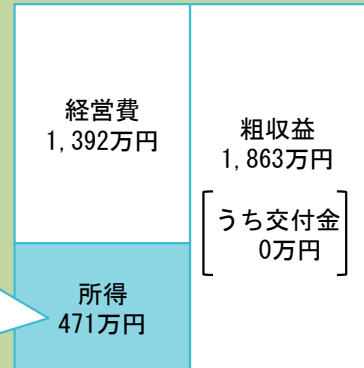 経営費
1,392万円
所得
471万円
粗収益
1,863万円
うち交付金
0万円